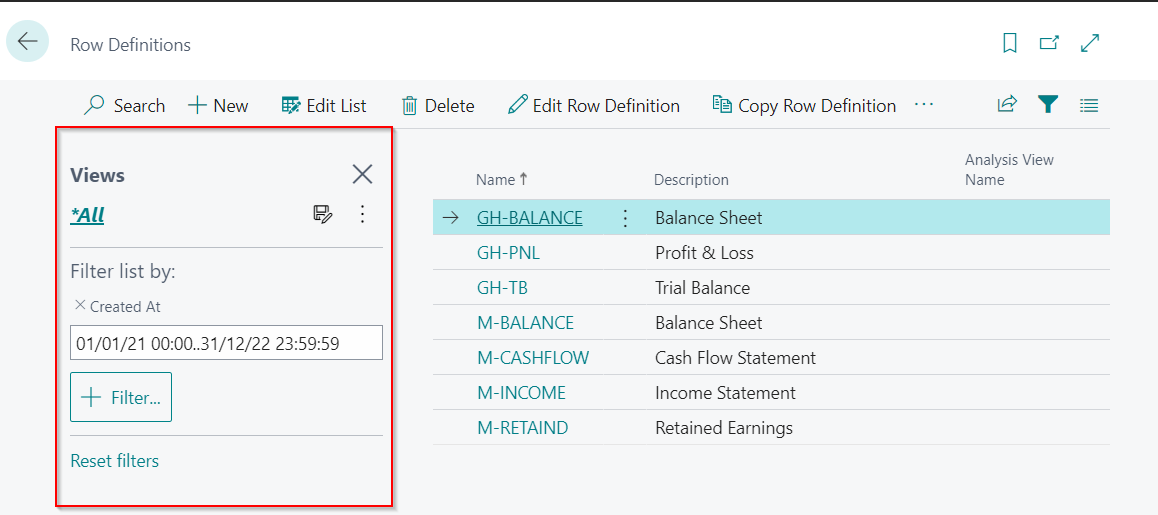 Row Definitions
Search New Edit List Delete Edit Row Definition Copy Row Definition ...
Views
*All
Filter list by:
Created At
01/01/21 00:00..31/12/22 23:59:59
Filter...
Reset filters
Name ↑ Description Analysis View Name
GH-BALANCE Balance Sheet
GH-PNL Profit & Loss
GH-TB Trial Balance
M-BALANCE Balance Sheet
M-CASHFLOW Cash Flow Statement
M-INCOME Income Statement
M-RETAIND Retained Earnings